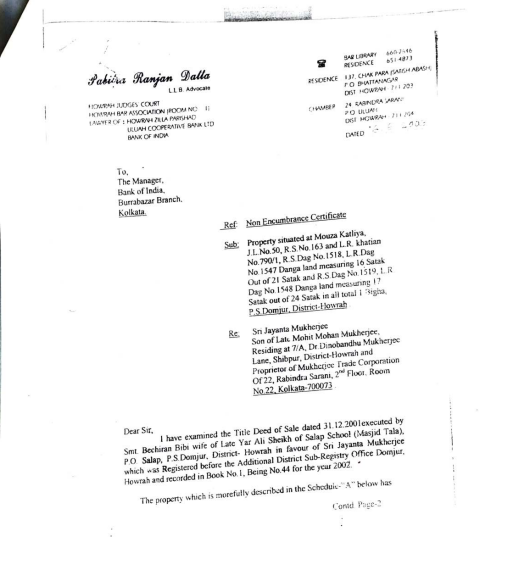 Pabitra Ranjan Datta
L.L.B. Advocate
HOWRAH JUDGES' COURT
HOWRAH BAR ASSOCIATION (ROOM NO
LAWYER OF : HOWRAH ZILLA PARISHAD
ULUAH COOPERATIVE BANK LTD
BANK OF INDIA
BAR LIBRARY 660-2346
RESIDENCE 651-4873
RESIDENCE 137, CHAK PARA (SATISH ABASH)
P.O. BHATTANAGAR
DIST HOWRAH 711 203
CHAMBER 24 RABINDRA SARANI
P.O. ULUAH
DIST HOWRAH 711 204
DATED
To,
The Manager,
Bank of India,
Burrabazar Branch,
Kolkata.
Ref: Non Encumbrance Certificate
Sub: Property situated at Mouza Katliya,
J.L.No.50, R.S.No.163 and L.R. khatian
No.790/1, R.S.Dag No.1518, L.R.Dag
No.1547 Danga land measuring 16 Satak
Out of 21 Satak and R.S.Dag No.1519, L.R.
Dag No.1548 Danga land measuring 17
Satak out of 24 Satak in all total 1 Bigha,
P.S.Domjur, District-Howrah
Re: Sri Jayanta Mukherjee
Son of Late Mohit Mohan Mukherjee,
Residing at 7/A, Dr.Dinobandhu Mukherjee
Lane, Shibpur, District-Howrah and
Proprietor of Mukherjee Trade Corporation
Of 22, Rabindra Sarani, 2nd Floor, Room
No.22, Kolkata-700073
Dear Sir,
I have examined the Title Deed of Sale dated 31.12.2001executed by
Smt. Bechiran Bibi wife of Late Yar Ali Sheikh of Salap School (Masjid Tala),
P.O. Salap, P.S.Domjur, District- Howrah in favour of Sri Jayanta Mukherjee
which was Registered before the Additional District Sub-Registry Office Domjur,
Howrah and recorded in Book No.1, Being No.44 for the year 2002.
The property which is morefully described in the Schedule-"A" below has
Contd. Page-2